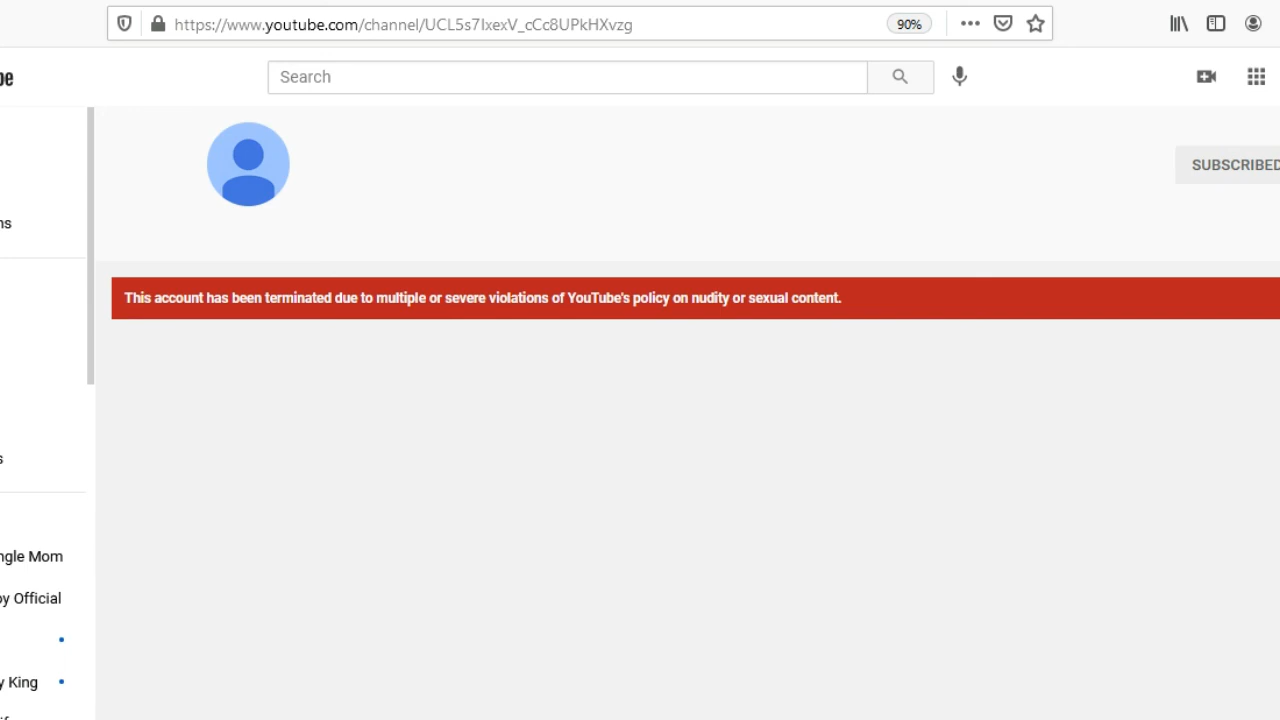 https://www.youtube.com/channel/UCL5s7IxexV_cCc8UPkHXvzg
90%
be
Search
SUBSCRIBED
ns
This account has been terminated due to multiple or severe violations of YouTube's policy on nudity or sexual content.
s
ngle Mom
by Official
y King